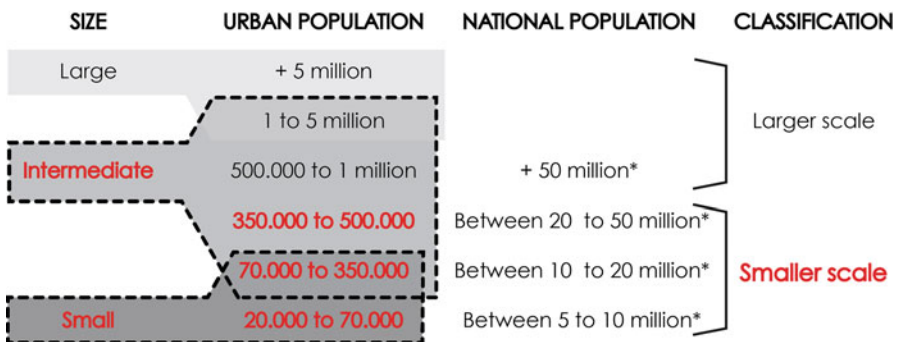 SIZE URBAN POPULATION NATIONAL POPULATION CLASSIFICATION
Large + 5 million
1 to 5 million Larger scale
Intermediate 500.000 to 1 million + 50 million*
350.000 to 500.000 Between 20 to 50 million*
70.000 to 350.000 Between 10 to 20 million* Smaller scale
Small 20.000 to 70.000 Between 5 to 10 million*